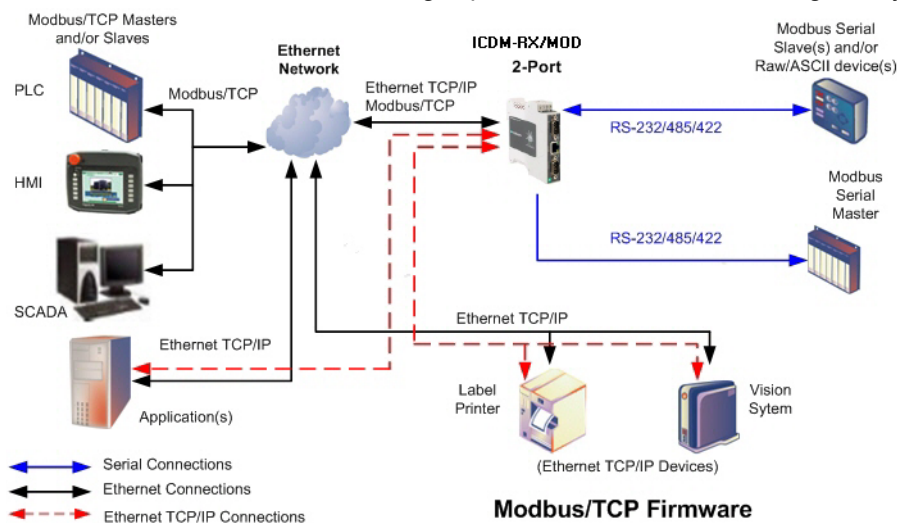 Modbus/TCP Masters
and/or Slaves
PLC
Modbus/TCP
HMI
SCADA
Ethernet TCP/IP
Application(s)
Ethernet
Network
Ethernet TCP/IP
Modbus/TCP
ICDM-RX/MOD
2-Port
Modbus Serial
Slave(s) and/or
Raw/ASCII device(s)
RS-232/485/422
Modbus
Serial
Master
RS-232/485/422
Ethernet TCP/IP
Label
Printer
Vision
Sytem
(Ethernet TCP/IP Devices)
Serial Connections
Ethernet Connections
Ethernet TCP/IP Connections
Modbus/TCP Firmware